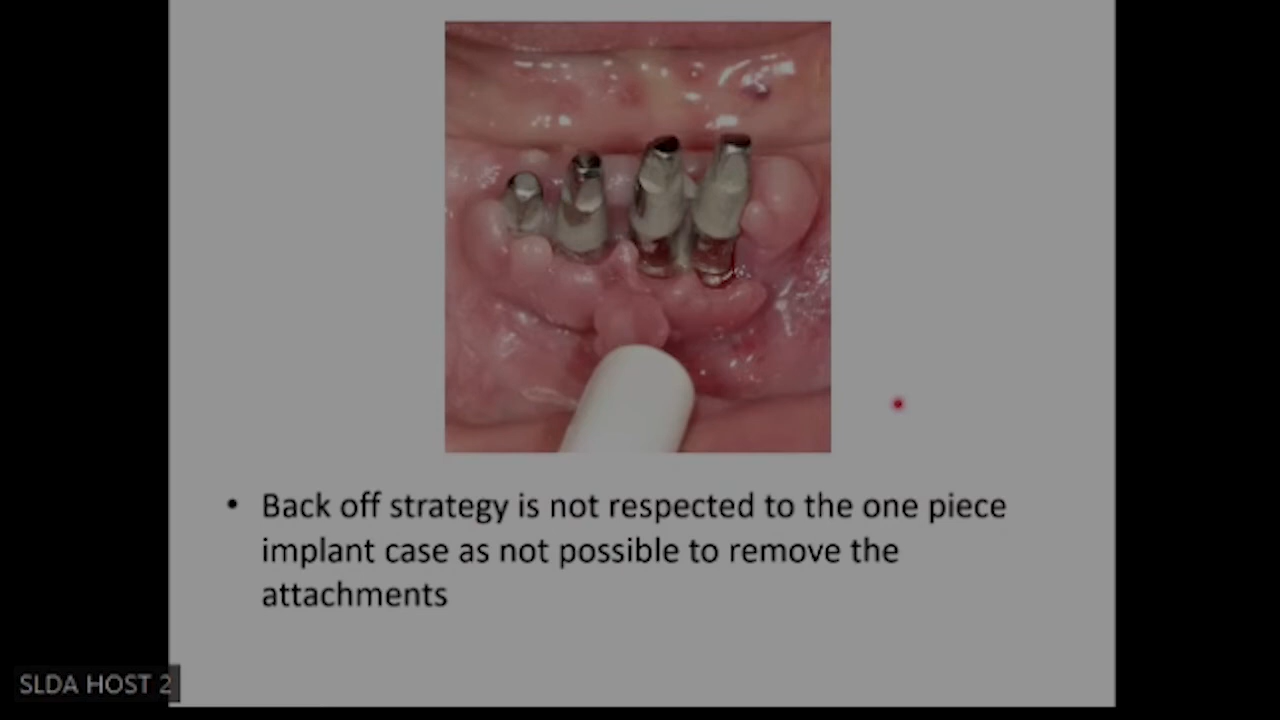 • Back off strategy is not respected to the one piece
implant case as not possible to remove the
attachments
SLDA HOST 2